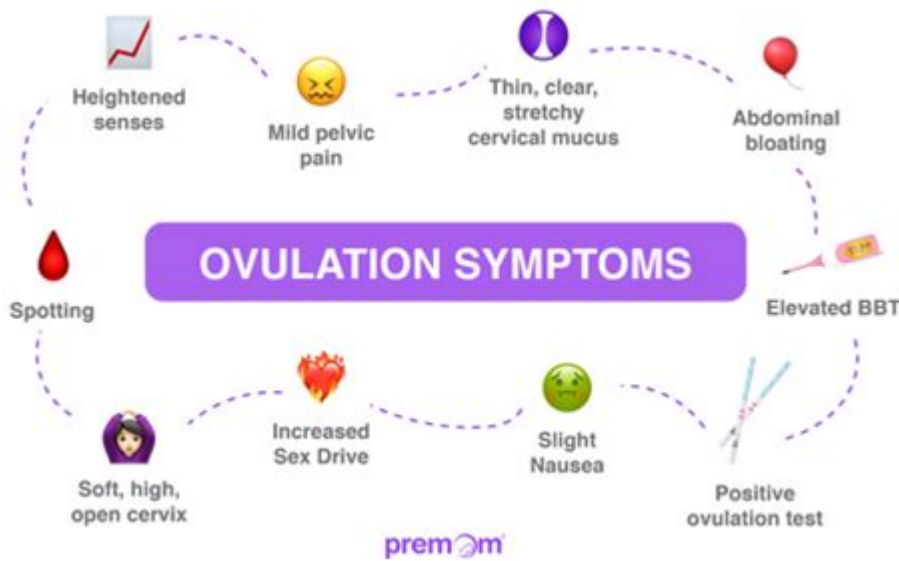 Heightened
senses
Mild pelvic
pain
Thin, clear,
stretchy
cervical mucus
Abdominal
bloating
OVULATION SYMPTOMS
Spotting
Elevated BBT
Soft, high,
open cervix
Increased
Sex Drive
Slight
Nausea
Positive
ovulation test
premom